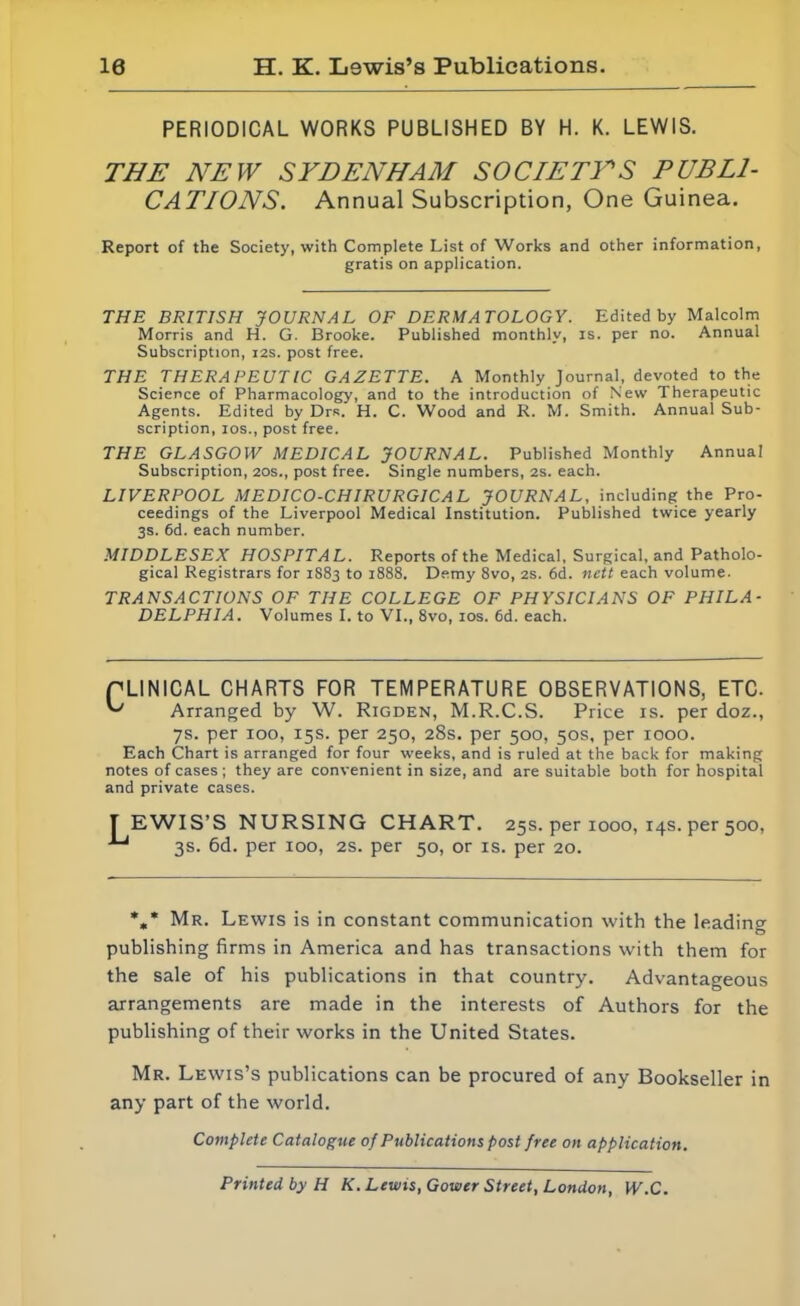 16 H. K. Lewis's Publications.
PERIODICAL WORKS PUBLISHED BY H. K. LEWIS.
THE NEW SYDENHAM SOCIETY'S PUBLI-
CATIONS. Annual Subscription, One Guinea.
Report of the Society, with Complete List of Works and other information,
gratis on application.
THE BRITISH JOURNAL OF DERMATOLOGY. Edited by Malcolm
Morris and H. G. Brooke. Published monthly, 1s. per no. Annual
Subscription, 12s. post free.
THE THERAPEUTIC GAZETTE. A Monthly Journal, devoted to the
Science of Pharmacology, and to the introduction of New Therapeutic
Agents. Edited by Drs. H. C. Wood and R. M. Smith. Annual Sub-
scription, 10s., post free.
THE GLASGOW MEDICAL JOURNAL. Published Monthly Annual
Subscription, 20s., post free. Single numbers, 2s. each.
LIVERPOOL MEDICO-CHIRURGICAL JOURNAL, including the Pro-
ceedings of the Liverpool Medical Institution. Published twice yearly
3s. 6d. each number.
MIDDLESEX HOSPITAL. Reports of the Medical, Surgical, and Patholo-
gical Registrars for 1883 to 1888. Demy 8vo, 2s. 6d. nett each volume.
TRANSACTIONS OF THE COLLEGE OF PHYSICIANS OF PHILA-
DELPHIA. Volumes I. to VI., 8vo, 10s. 6d. each.
CLINICAL CHARTS FOR TEMPERATURE OBSERVATIONS, ETC.
Arranged by W. Rigden, M.R.C.S. Price 1s. per doz.,
7s. per 100, 15s. per 250, 28s. per 500, 50s, per 1000.
Each Chart is arranged for four weeks, and is ruled at the back for making
notes of cases; they are convenient in size, and are suitable both for hospital
and private cases.
LEWIS'S NURSING CHART. 25s. per 1000, 14s. per 500,
3s. 6d. per 100, 2s. per 50, or 1s. per 20.
*⁎* Mr. Lewis is in constant communication with the leading
publishing firms in America and has transactions with them for
the sale of his publications in that country. Advantageous
arrangements are made in the interests of Authors for the
publishing of their works in the United States.
Mr. Lewis's publications can be procured of any Bookseller in
any part of the world.
Complete Catalogue of Publications post free on application.
Printed by H K. Lewis, Gower Street, London, W.C.